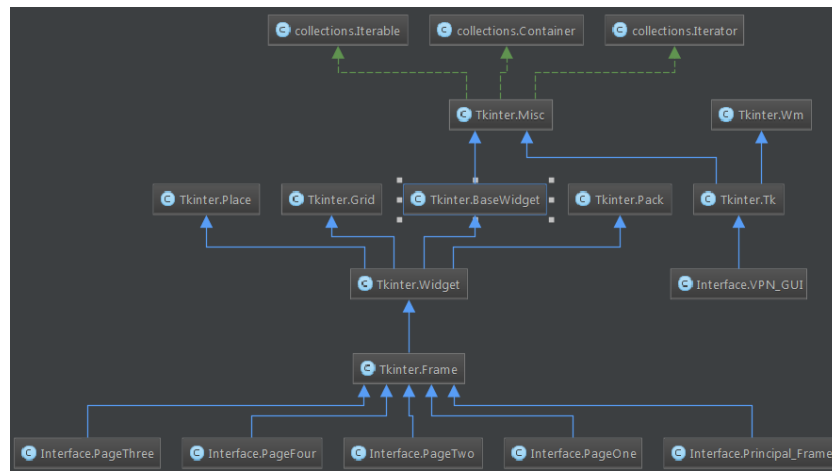 C collections.Iterable
C collections.Container
C collections.Iterator
C Tkinter.Misc
C Tkinter.Wm
C Tkinter.Place
C Tkinter.Grid
C Tkinter.BaseWidget
C Tkinter.Pack
C Tkinter.Tk
C Tkinter.Widget
C Interface.VPN_GUI
C Tkinter.Frame
C Interface.PageThree
C Interface.PageFour
C Interface.PageTwo
C Interface.PageOne
C Interface.Principal_Frame